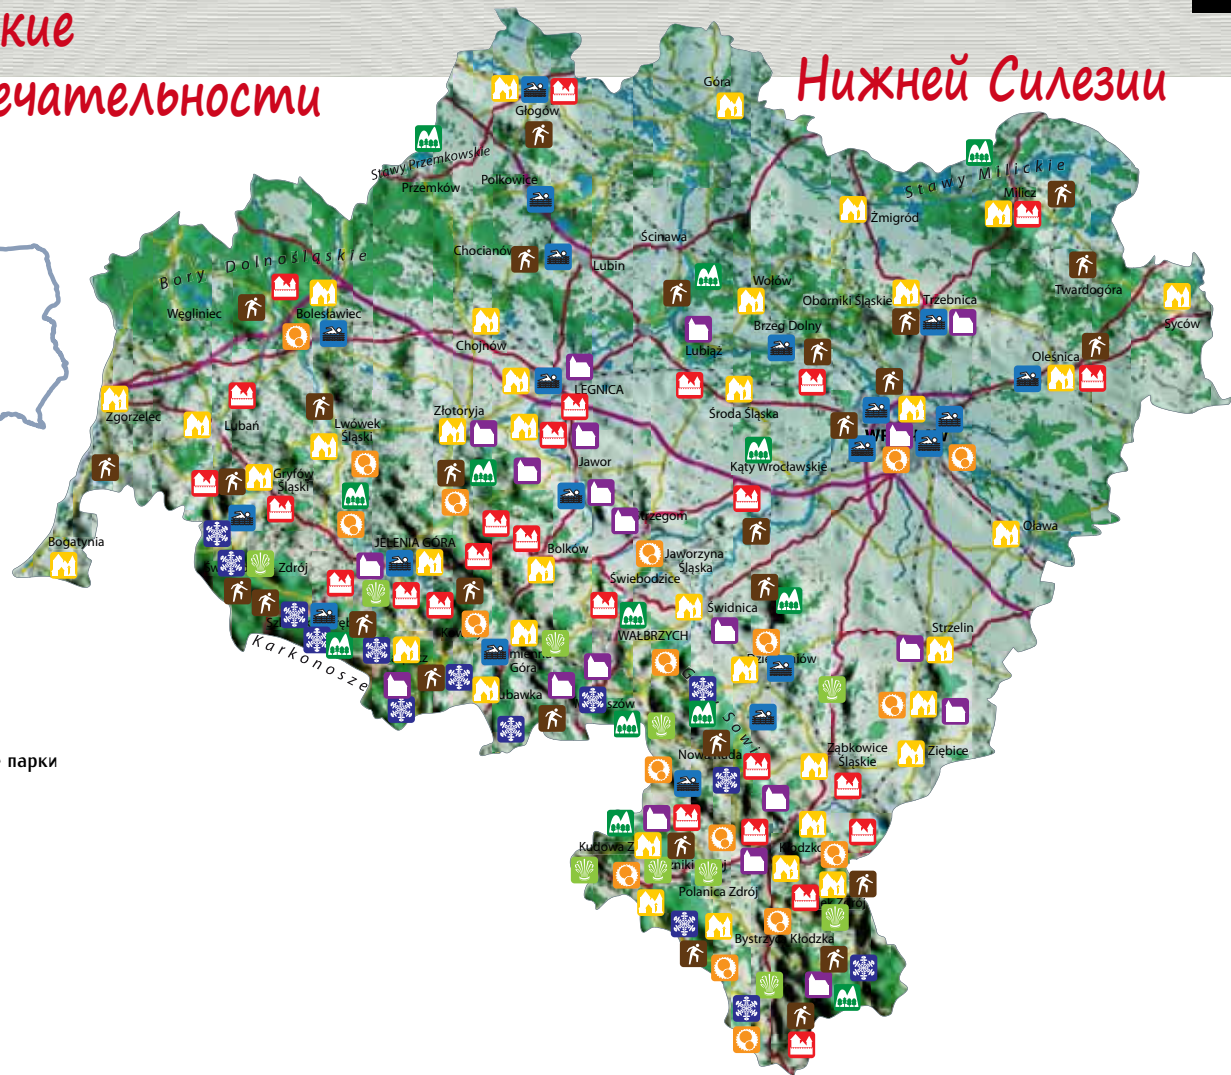 кие
ечательности
Нижней Силезии
Góra
Głogów
Stawy Przemkowskie
Przemków
Polkowice
Stawy Milickie
Milicz
Żmigród
Ścinawa
Chocianów
Lubin
Bory Dolnośląskie
Wołów
Twardogóra
Oborniki Śląskie
Trzebnica
Węgliniec
Bolesławiec
Syców
Brzeg Dolny
Chojnów
Lubiąż
Oleśnica
LEGNICA
Zgorzelec
Lubań
Złotoryja
Środa Śląska
Lwówek
Śląski
Jawor
Kąty Wrocławskie
Gryfów
Śląski
Oława
Bogatynia
JELENIA GÓRA
Bolków
Jaworzyna
Śląska
Zdrój
Świebodzice
Świdnica
WAŁBRZYCH
Strzelin
Karkonosze
Góra
парки
Ząbkowice
Śląskie
Ziębice
Polanica Zdrój
Bystrzyca Kłodzka